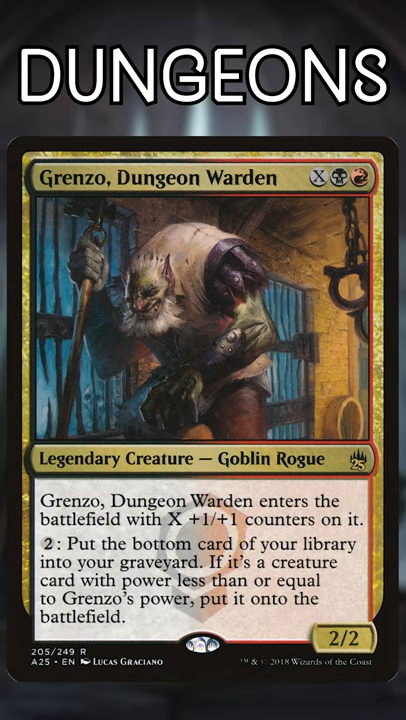 DUNGEONS
Grenzo, Dungeon Warden X
Legendary Creature — Goblin Rogue
25
Grenzo, Dungeon Warden enters the
battlefield with X +1/+1 counters on it.
2: Put the bottom card of your library
into your graveyard. If it's a creature
card with power less than or equal
to Grenzo's power, put it onto the
battlefield.
2/2
205/249 R
A25 • EN Lucas Graciano
™ & © 2018 Wizards of the Coast